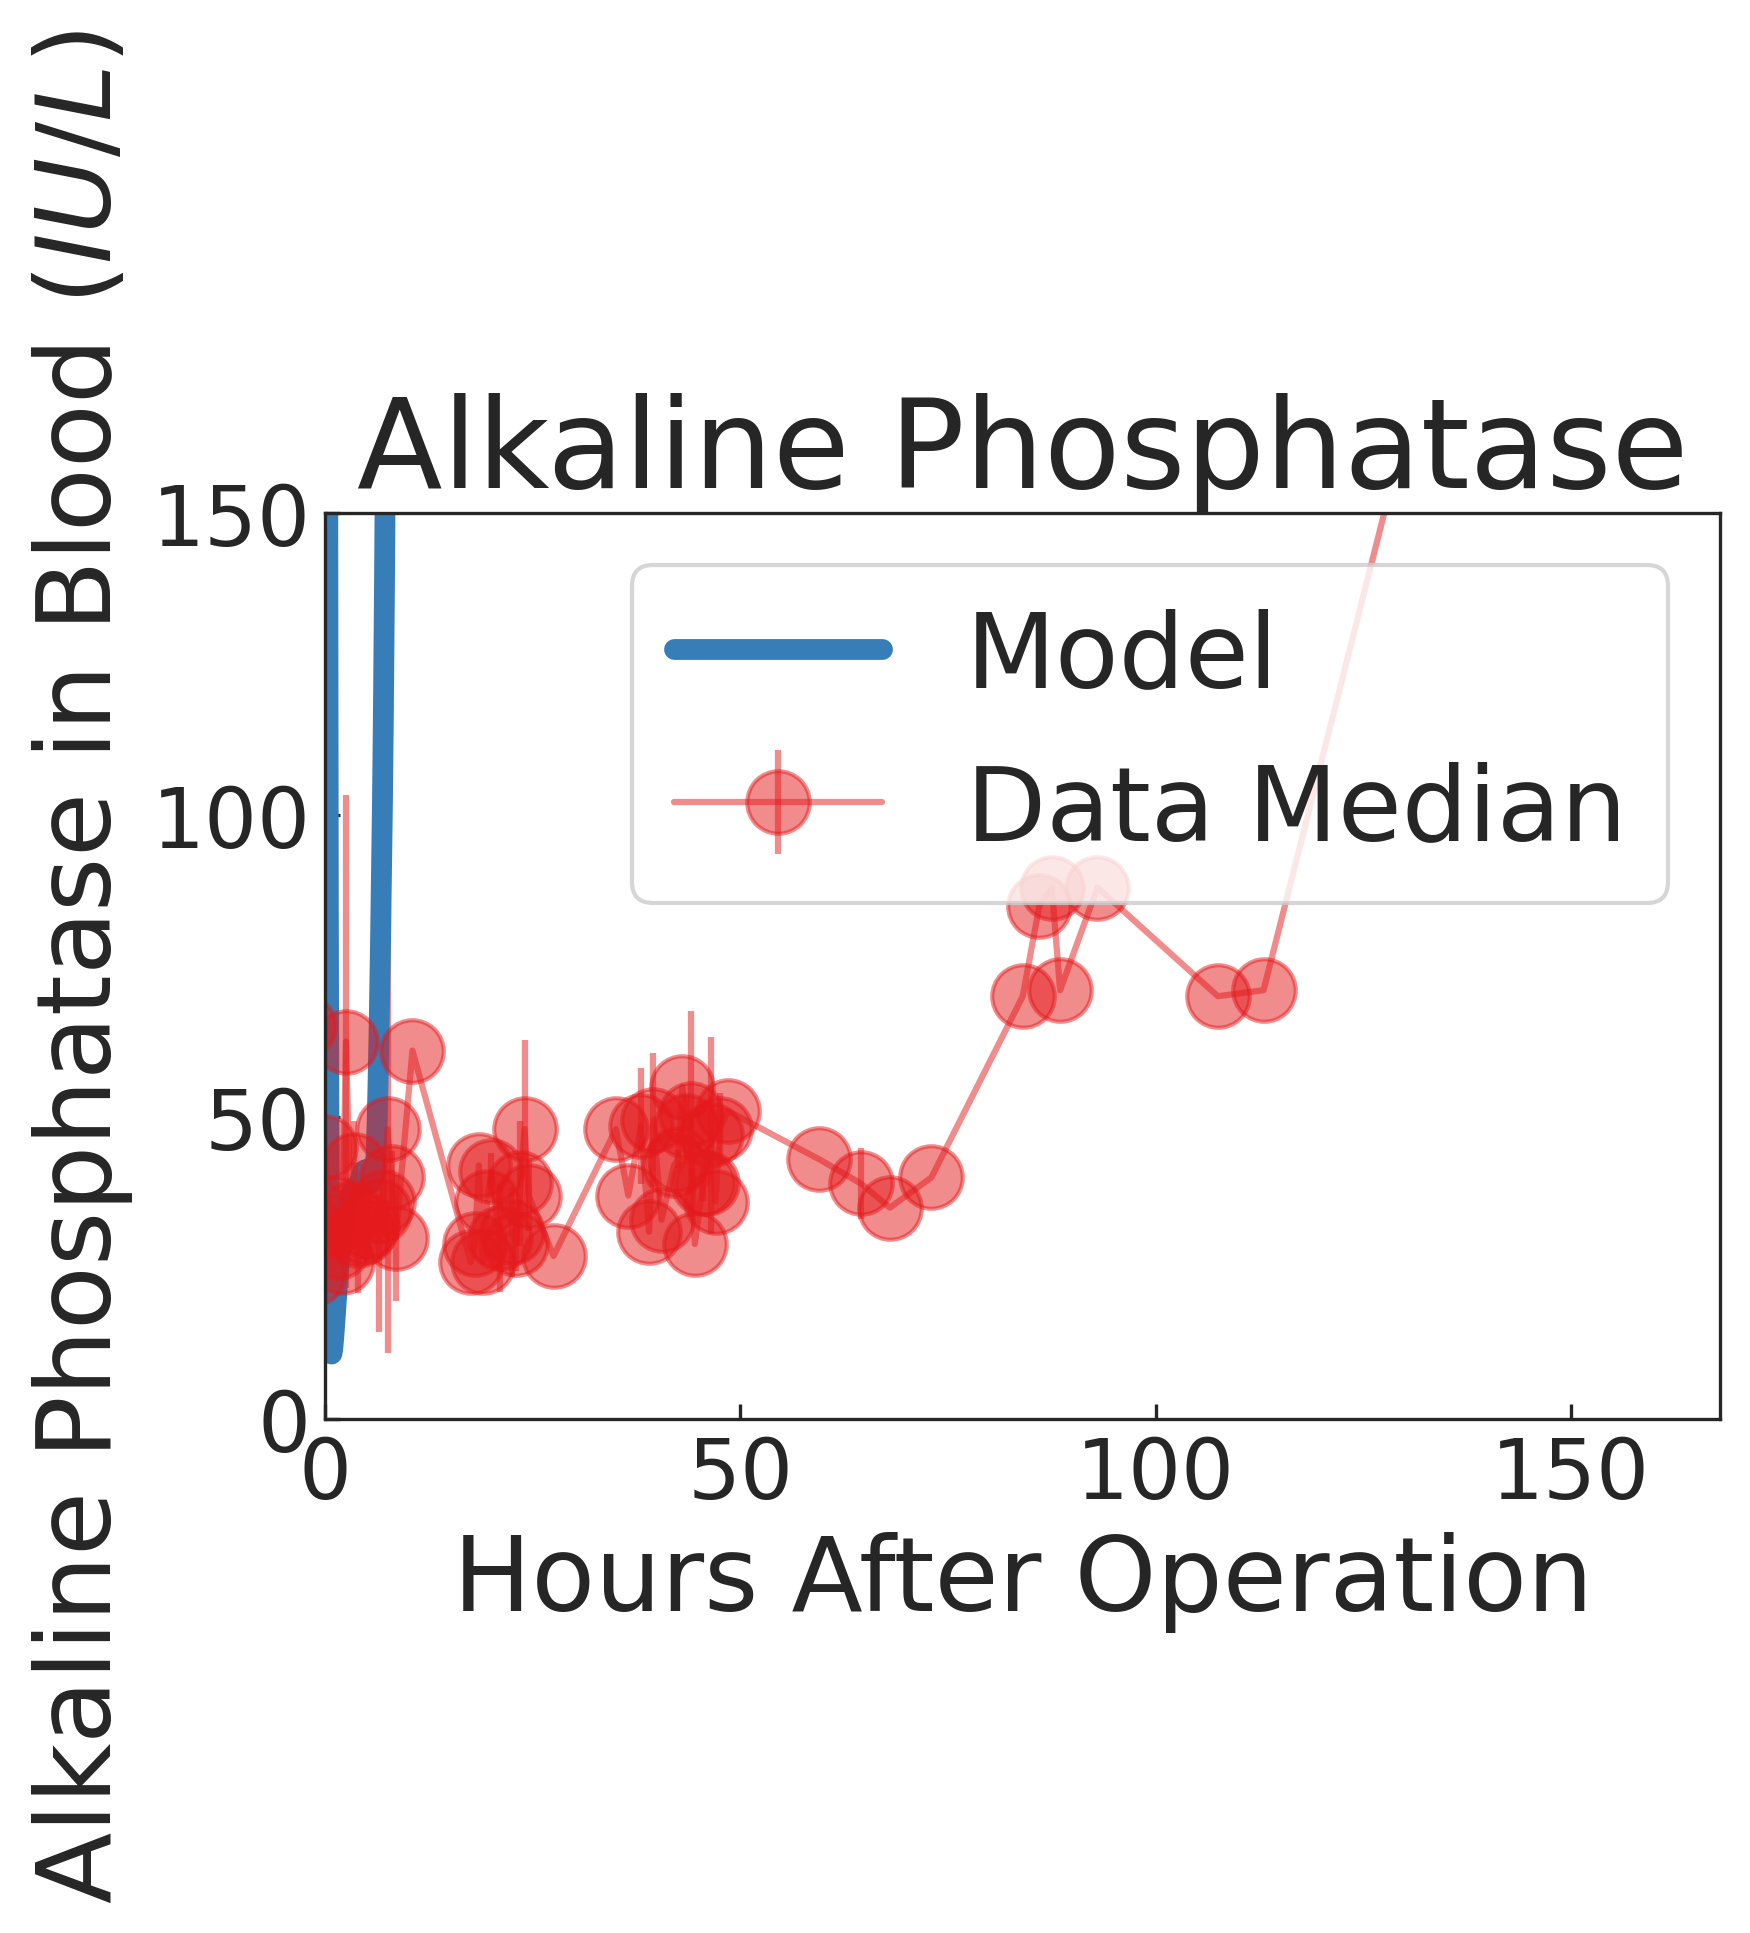 Alkaline Phosphatase
Alkaline Phosphatase in Blood (IU/L)
150
100
50
0
Model
Data Median
0 50 100 150
Hours After Operation